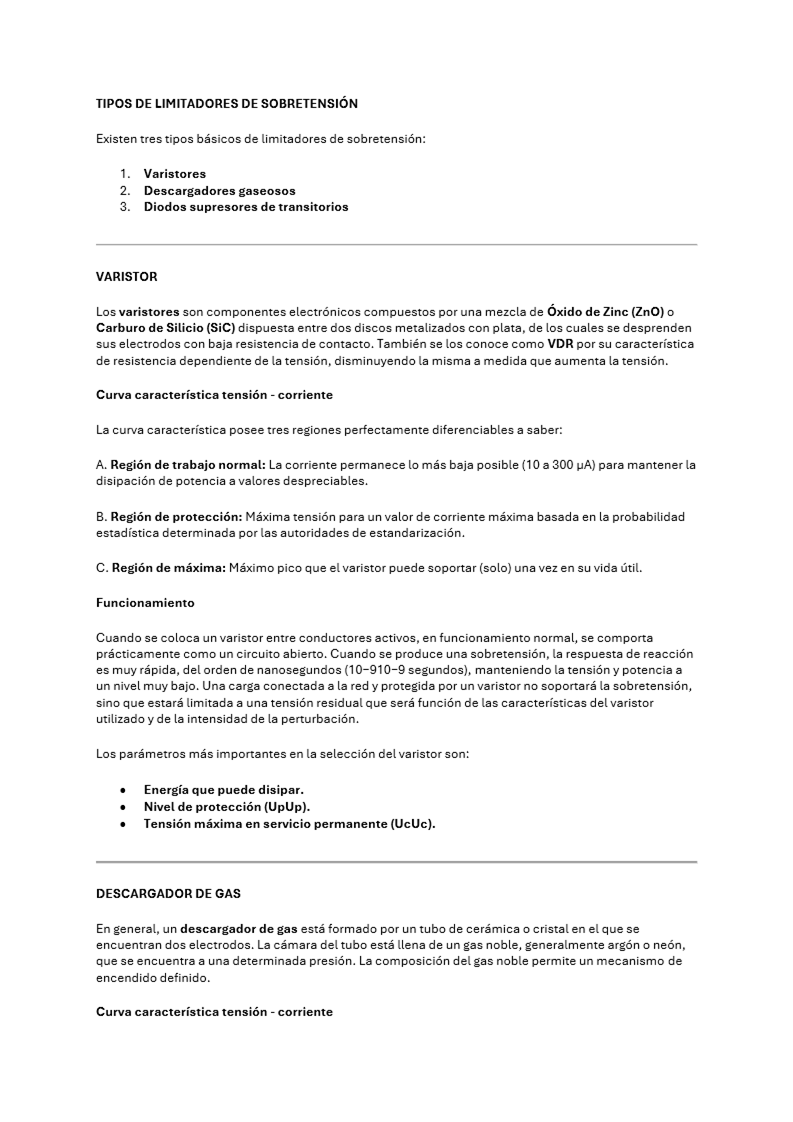 TIPOS DE LIMITADORES DE SOBRETENSIÓN
Existen tres tipos básicos de limitadores de sobretensión:
1. Varistores
2. Descargadores gaseosos
3. Diodos supresores de transitorios
VARISTOR
Los varistores son componentes electrónicos compuestos por una mezcla de Óxido de Zinc (ZnO) o
Carburo de Silicio (SiC) dispuesta entre dos discos metalizados con plata, de los cuales se desprenden
sus electrodos con baja resistencia de contacto. También se los conoce como VDR por su característica
de resistencia dependiente de la tensión, disminuyendo la misma a medida que aumenta la tensión.
Curva característica tensión - corriente
La curva característica posee tres regiones perfectamente diferenciables a saber:
A. Región de trabajo normal: La corriente permanece lo más baja posible (10 a 300 μA) para mantener la
disipación de potencia a valores despreciables.
B. Región de protección: Máxima tensión para un valor de corriente máxima basada en la probabilidad
estadística determinada por las autoridades de estandarización.
C. Región de máxima: Máximo pico que el varistor puede soportar (solo) una vez en su vida útil.
Funcionamiento
Cuando se coloca un varistor entre conductores activos, en funcionamiento normal, se comporta
prácticamente como un circuito abierto. Cuando se produce una sobretensión, la respuesta de reacción
es muy rápida, del orden de nanosegundos (10−910−9 segundos), manteniendo la tensión y potencia a
un nivel muy bajo. Una carga conectada a la red y protegida por un varistor no soportará la sobretensión,
sino que estará limitada a una tensión residual que será función de las características del varistor
utilizado y de la intensidad de la perturbación.
Los parámetros más importantes en la selección del varistor son:
• Energía que puede disipar.
• Nivel de protección (UpUp).
• Tensión máxima en servicio permanente (UcUc).
DESCARGADOR DE GAS
En general, un descargador de gas está formado por un tubo de cerámica o cristal en el que se
encuentran dos electrodos. La cámara del tubo está llena de un gas noble, generalmente argón o neón,
que se encuentra a una determinada presión. La composición del gas noble permite un mecanismo de
encendido definido.
Curva característica tensión - corriente